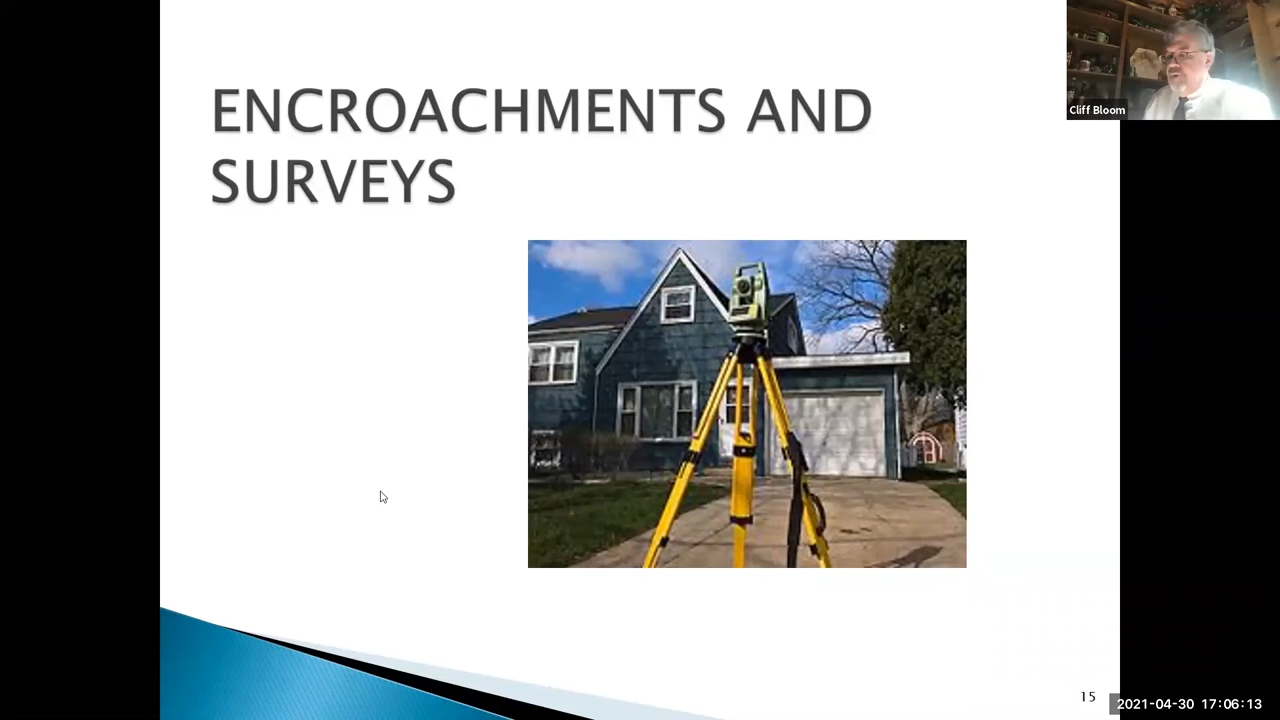 Cliff Bloom
ENCROACHMENTS AND
SURVEYS
15
2021-04-30 17:06:13